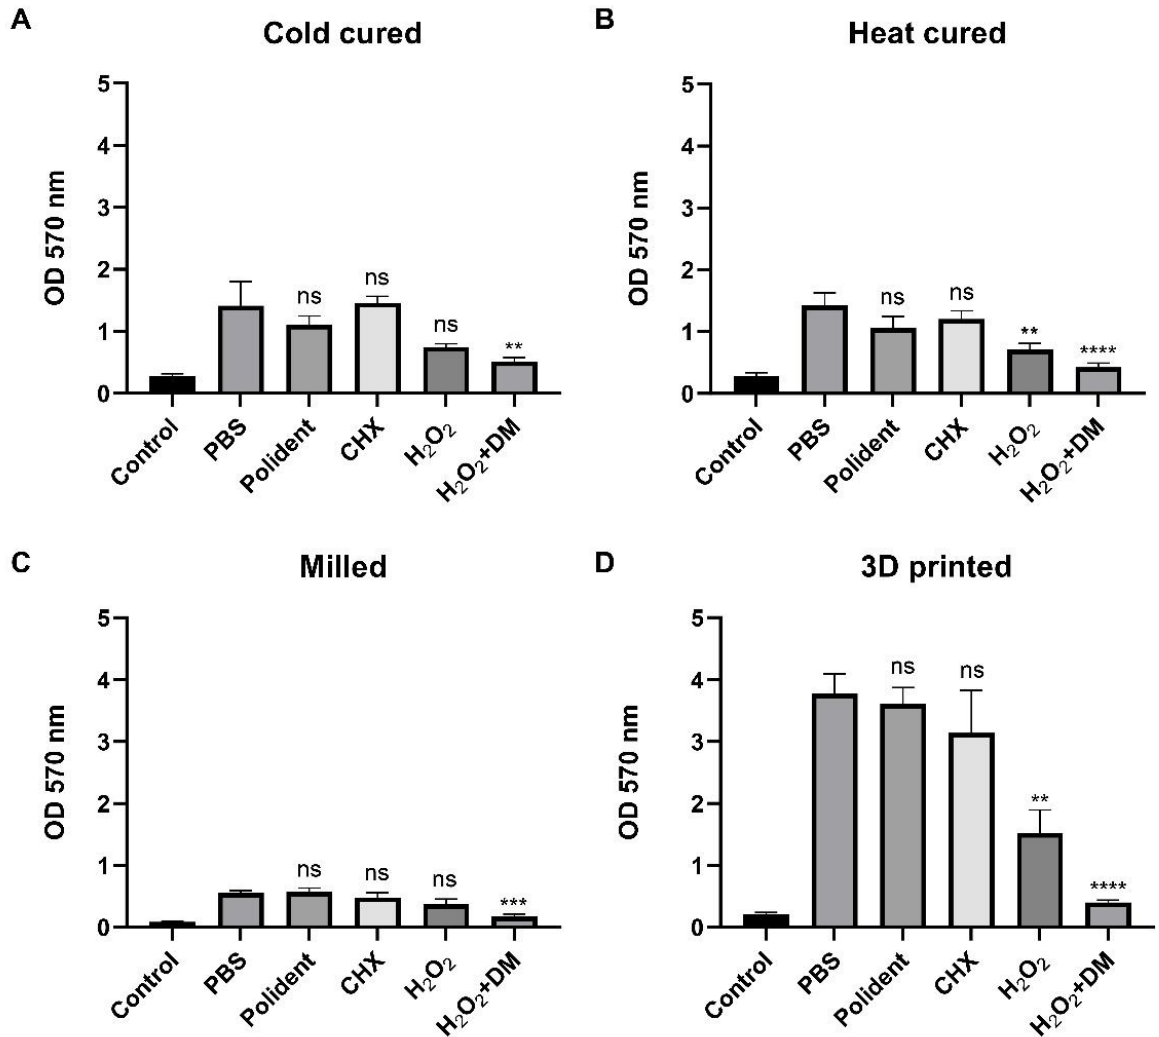 A
Cold cured
OD 570 nm
5
4
3
2
1
0
ns
ns
ns
**
Control
PBS
Polident
CHX
H₂O₂
H₂O₂+DM
B
Heat cured
OD 570 nm
5
4
3
2
1
0
ns
ns
**
****
Control
PBS
Polident
CHX
H₂O₂
H₂O₂+DM
C
Milled
OD 570 nm
5
4
3
2
1
0
ns
ns
ns
***
Control
PBS
Polident
CHX
H₂O₂
H₂O₂+DM
D
3D printed
OD 570 nm
5
4
3
2
1
0
ns
ns
**
****
Control
PBS
Polident
CHX
H₂O₂
H₂O₂+DM